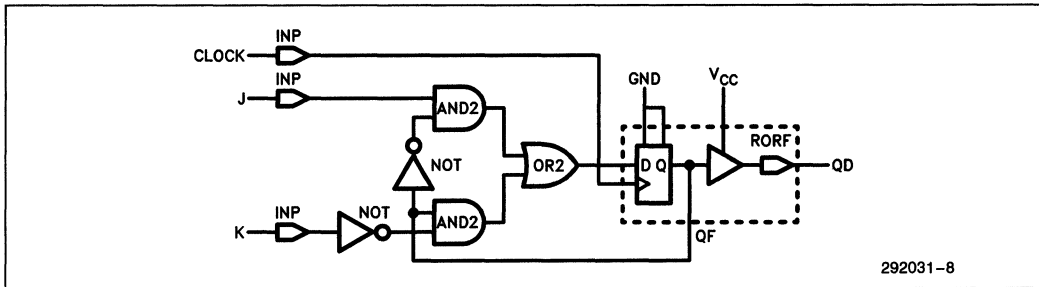 CLOCK
INP
J
INP
AND2
NOT
OR2
GND
D Q
VCC
RORF
QD
K
INP
NOT
AND2
QF
292031-8